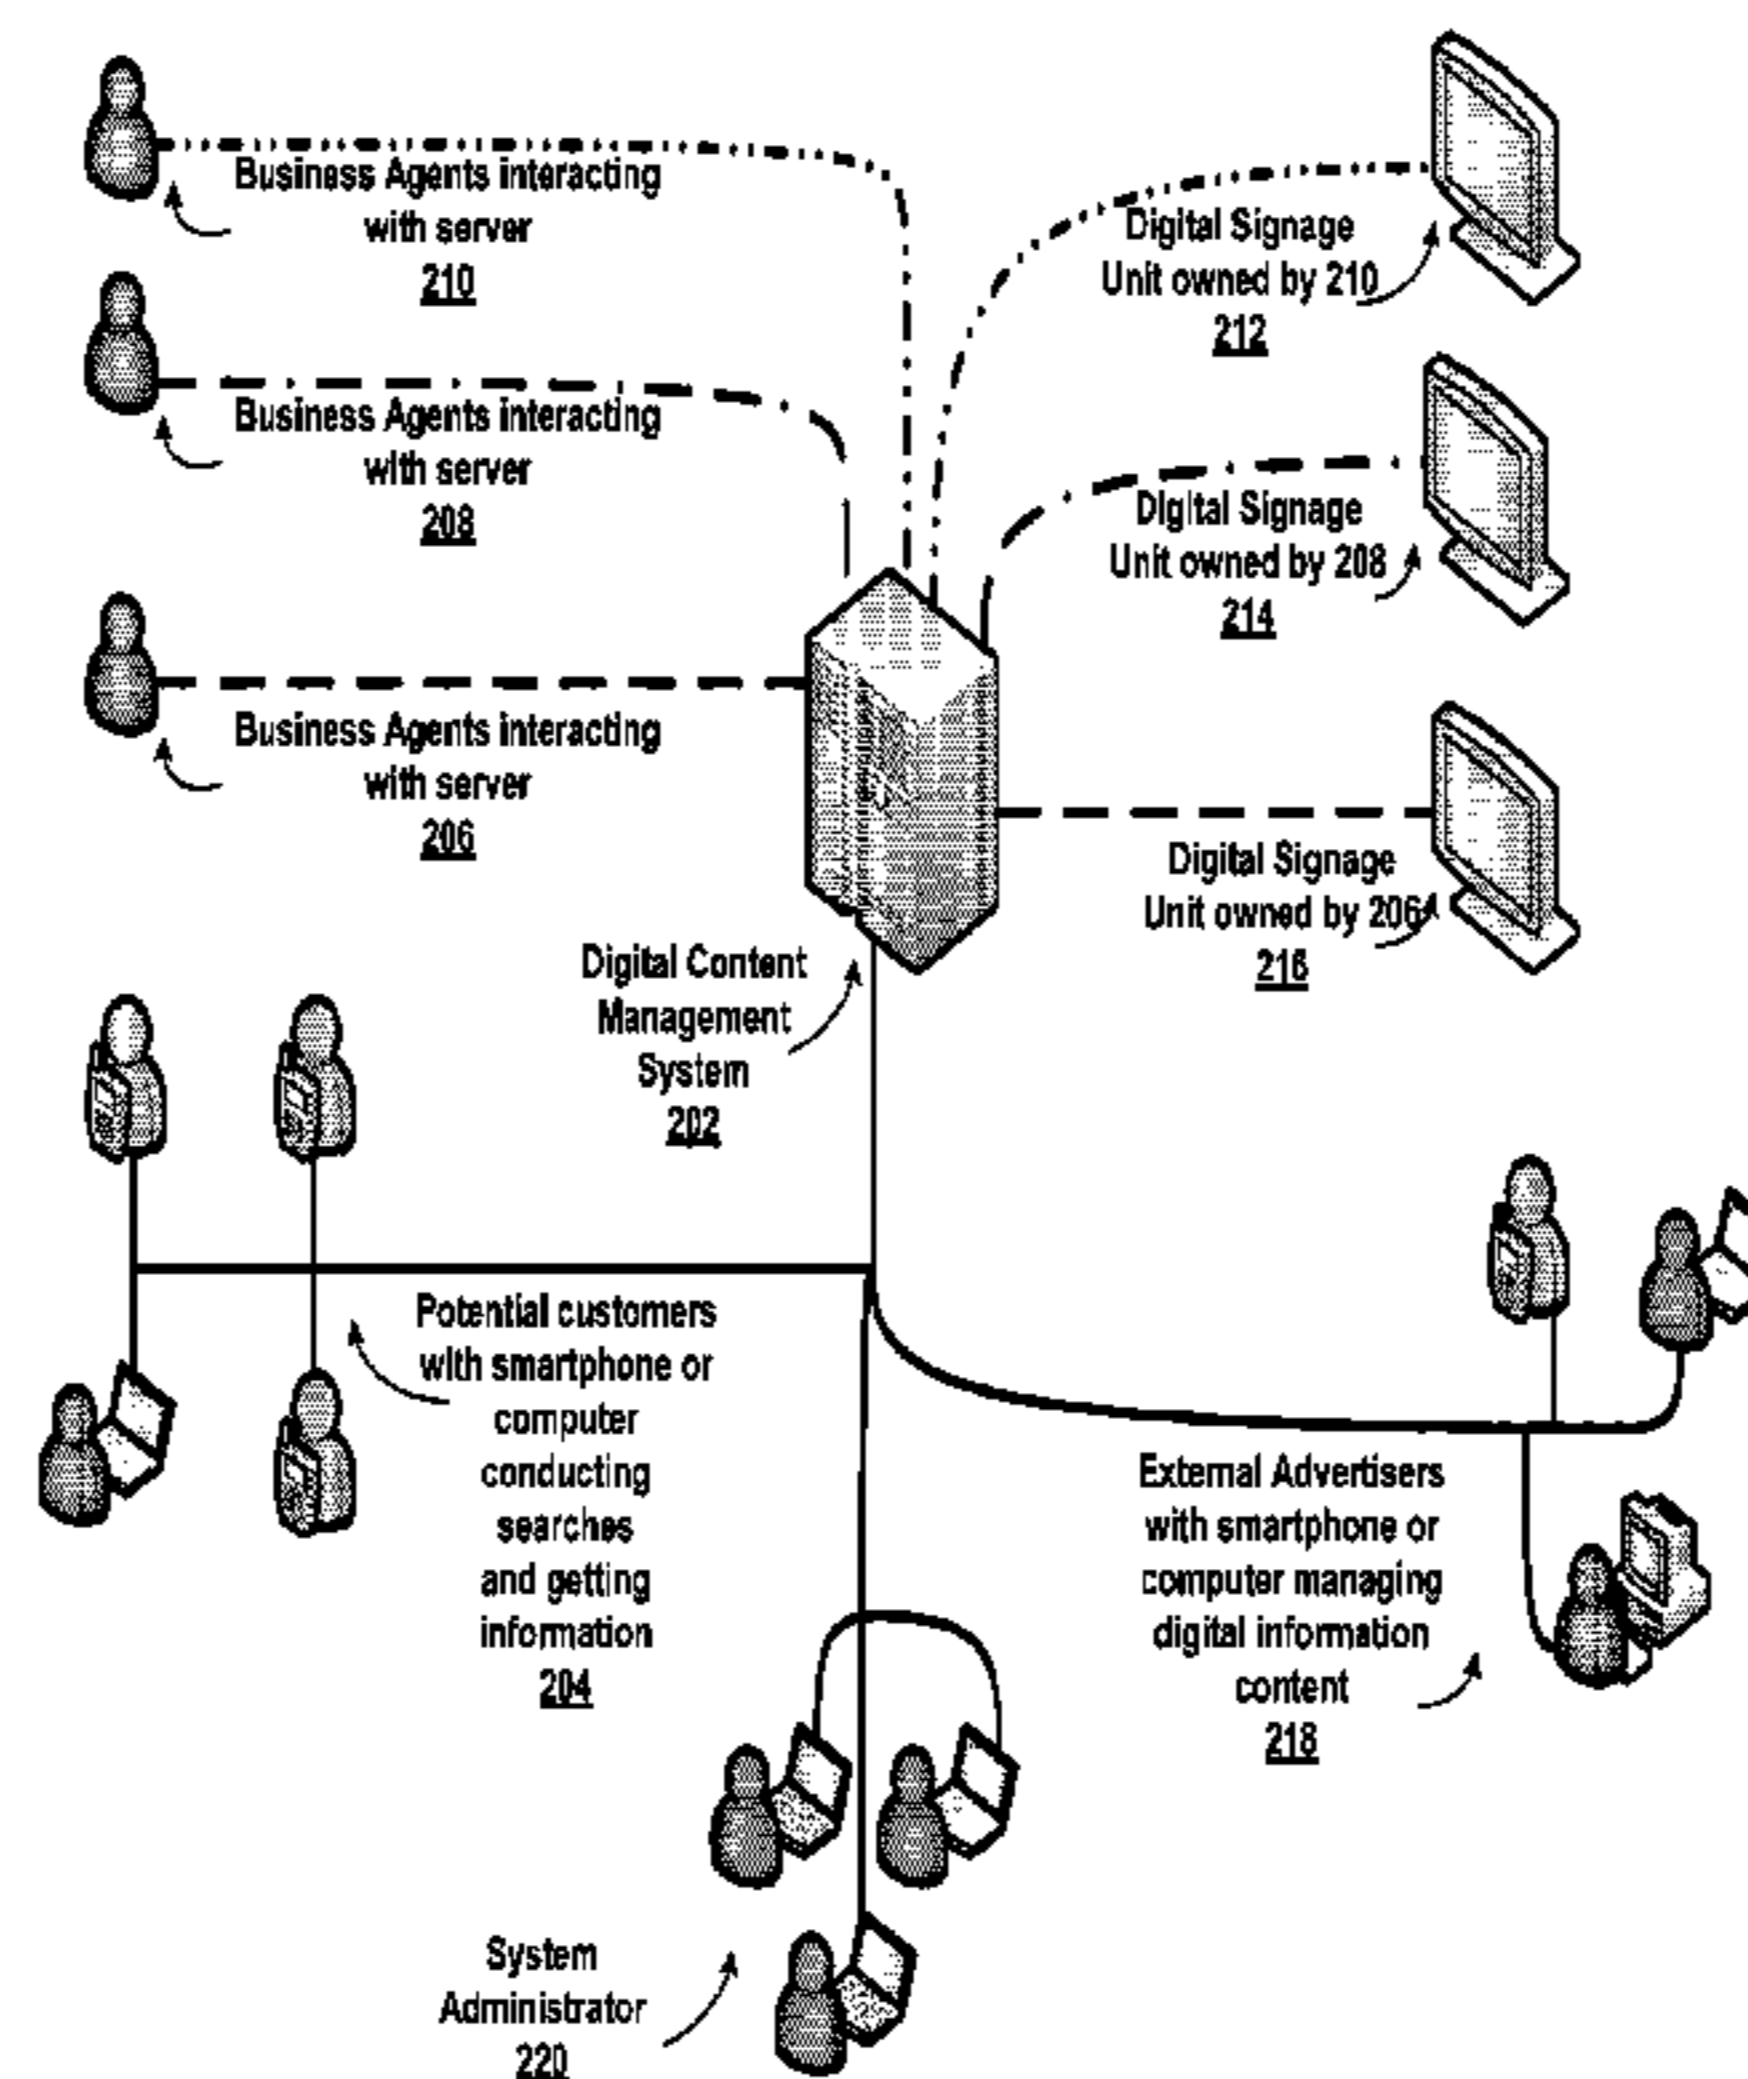 Business Agents interacting
with server
210
Digital Signage
Unit owned by 210
212
Business Agents interacting
with server
208
Digital Signage
Unit owned by 208
214
Business Agents interacting
with server
206
Digital Signage
Unit owned by 206
216
Digital Content
Management
System
202
Potential customers
with smartphone or
computer
conducting
searches
and getting
information
204
External Advertisers
with smartphone or
computer managing
digital information
content
218
System
Administrator
220